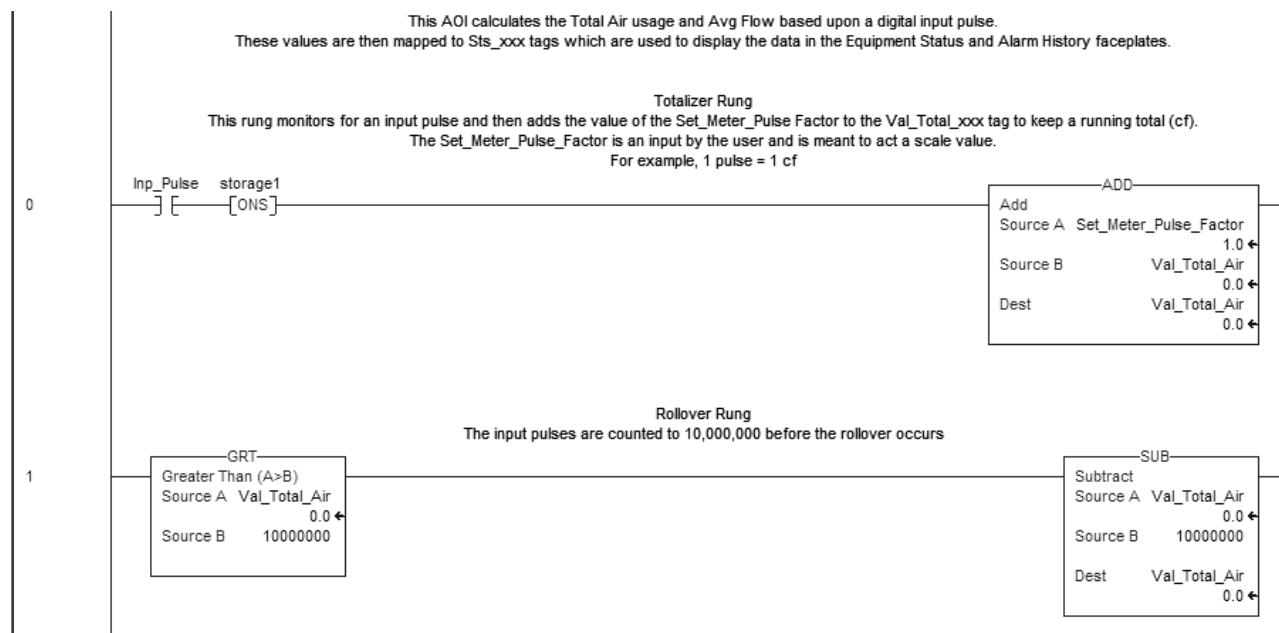 This AOI calculates the Total Air usage and Avg Flow based upon a digital input pulse.
These values are then mapped to Sts_xxx tags which are used to display the data in the Equipment Status and Alarm History faceplates.
Totalizer Rung
This rung monitors for an input pulse and then adds the value of the Set_Meter_Pulse Factor to the Val_Total_xxx tag to keep a running total (cf).
The Set_Meter_Pulse_Factor is an input by the user and is meant to act a scale value.
For example, 1 pulse = 1 cf
0
Inp_Pulse storage1
ONS
ADD
Add
Source A Set_Meter_Pulse_Factor
1.0
Source B Val_Total_Air
0.0
Dest Val_Total_Air
0.0
Rollover Rung
The input pulses are counted to 10,000,000 before the rollover occurs
1
GRT
Greater Than (A>B)
Source A Val_Total_Air
0.0
Source B 10000000
SUB
Subtract
Source A Val_Total_Air
0.0
Source B 10000000
Dest Val_Total_Air
0.0